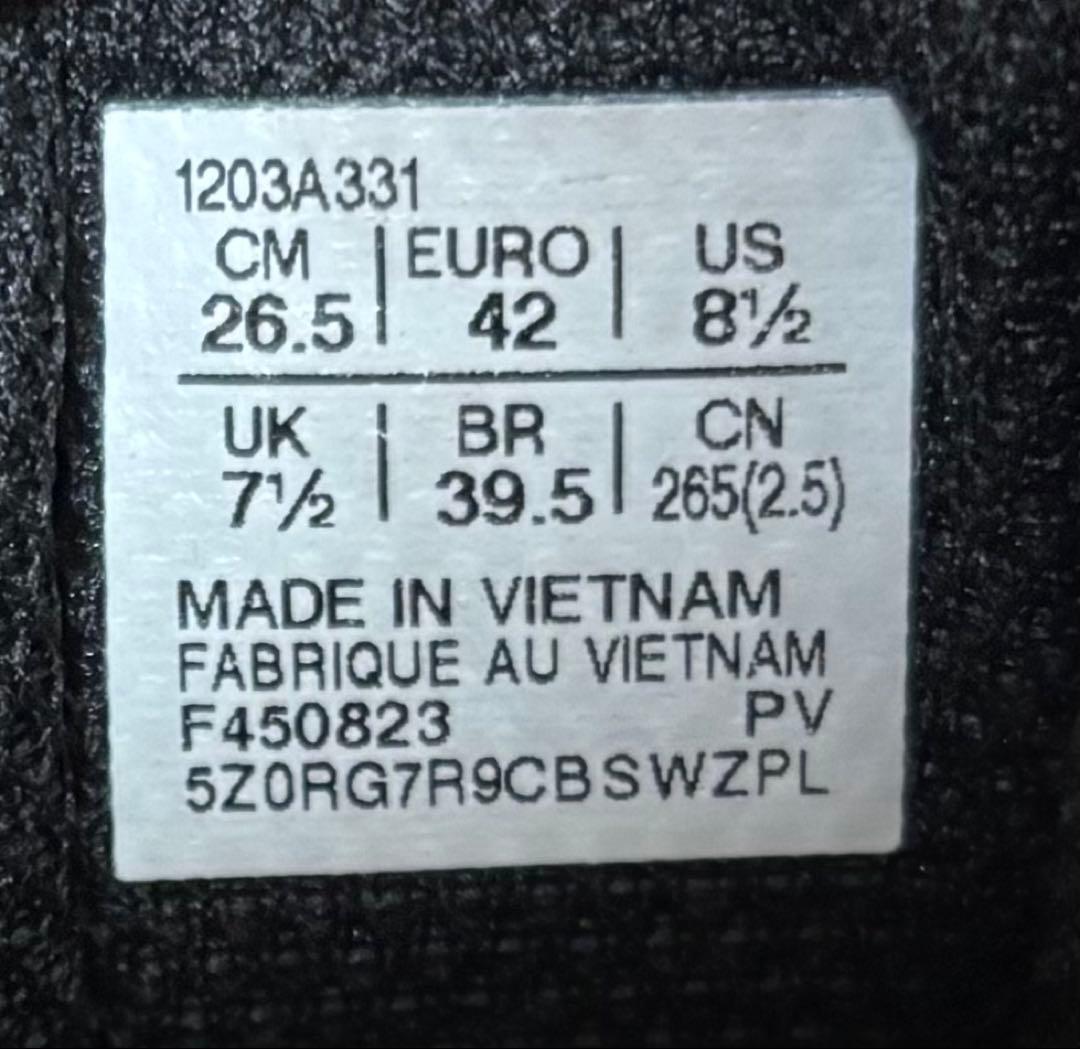 1203A331
CM | EURO | US
26.5 | 42 | 8½
UK | BR | CN
7½ | 39.5 | 265(2.5)
MADE IN VIETNAM
FABRIQUE AU VIETNAM
F450823 PV
5Z0RG7R9CBSWZPL